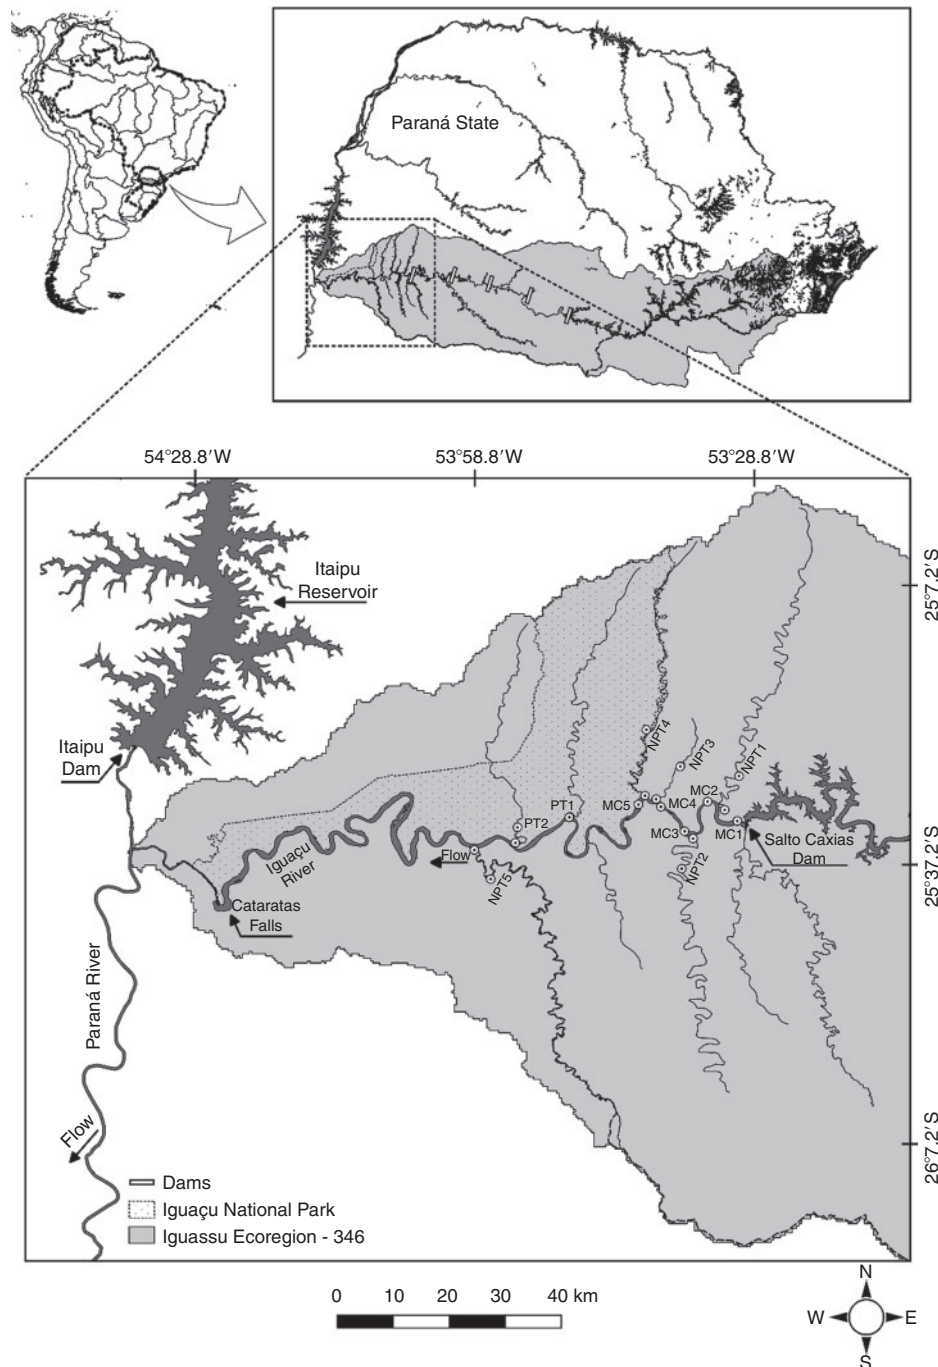 Paraná State
54°28.8′W
53°58.8′W
53°28.8′W
Itaipu
Reservoir
25°7.2′S
Itaipu
Dam
NPT4
NPT3
NPT1
MC2
MC5
MC4
PT1
MC1
MC3
PT2
Salto Caxias
Dam
25°37.2′S
Iguaçu
River
Flow
NPT2
NPT5
Cataratas
Falls
Paraná River
Flow
26°7.2′S
Dams
Iguaçu National Park
Iguassu Ecoregion - 346
0 10 20 30 40 km
N
W E
S